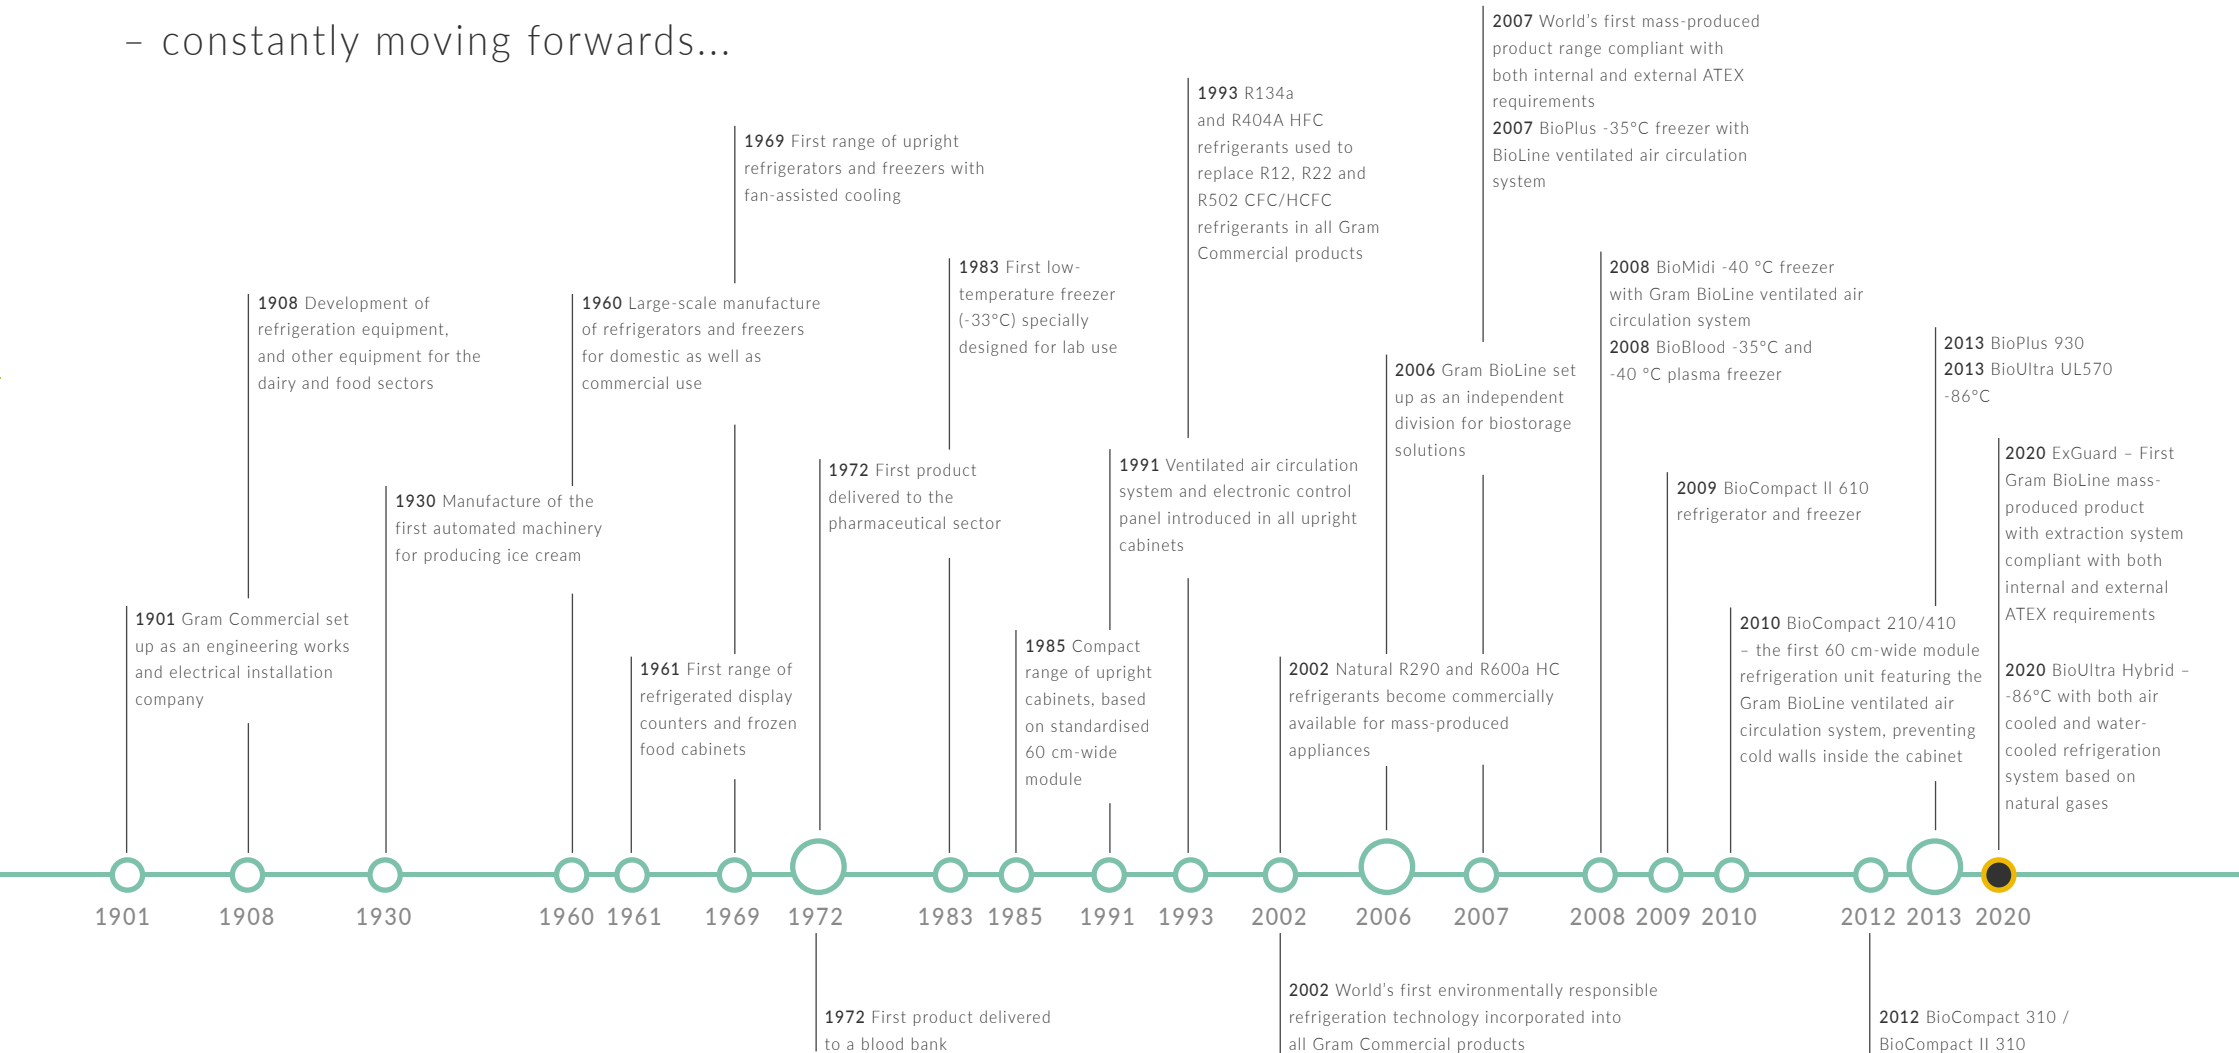 – constantly moving forwards...
1901 Gram Commercial set
up as an engineering works
and electrical installation
company
1908 Development of
refrigeration equipment,
and other equipment for the
dairy and food sectors
1930 Manufacture of the
first automated machinery
for producing ice cream
1960 Large-scale manufacture
of refrigerators and freezers
for domestic as well as
commercial use
1961 First range of
refrigerated display
counters and frozen
food cabinets
1969 First range of upright
refrigerators and freezers with
fan-assisted cooling
1972 First product
delivered to the
pharmaceutical sector
1983 First low-
temperature freezer
(-33°C) specially
designed for lab use
1985 Compact
range of upright
cabinets, based
on standardised
60 cm-wide
module
1991 Ventilated air circulation
system and electronic control
panel introduced in all upright
cabinets
1993 R134a
and R404A HFC
refrigerants used to
replace R12, R22 and
R502 CFC/HCFC
refrigerants in all Gram
Commercial products
2002 Natural R290 and R600a HC
refrigerants become commercially
available for mass-produced
appliances
2006 Gram BioLine set
up as an independent
division for biostorage
solutions
2007 World's first mass-produced
product range compliant with
both internal and external ATEX
requirements
2007 BioPlus -35°C freezer with
BioLine ventilated air circulation
system
2008 BioMidi -40 °C freezer
with Gram BioLine ventilated air
circulation system
2008 BioBlood -35°C and
-40 °C plasma freezer
2009 BioCompact II 610
refrigerator and freezer
2010 BioCompact 210/410
– the first 60 cm-wide module
refrigeration unit featuring the
Gram BioLine ventilated air
circulation system, preventing
cold walls inside the cabinet
2013 BioPlus 930
2013 BioUltra UL570
-86°C
2020 ExGuard – First
Gram BioLine mass-
produced product
with extraction system
compliant with both
internal and external
ATEX requirements
2020 BioUltra Hybrid –
-86°C with both air
cooled and water-
cooled refrigeration
system based on
natural gases
1901 1908 1930 1960 1961 1969 1972 1983 1985 1991 1993 2002 2006 2007 2008 2009 2010 2012 2013 2020
1972 First product delivered
to a blood bank
2002 World's first environmentally responsible
refrigeration technology incorporated into
all Gram Commercial products
2012 BioCompact 310 /
BioCompact II 310